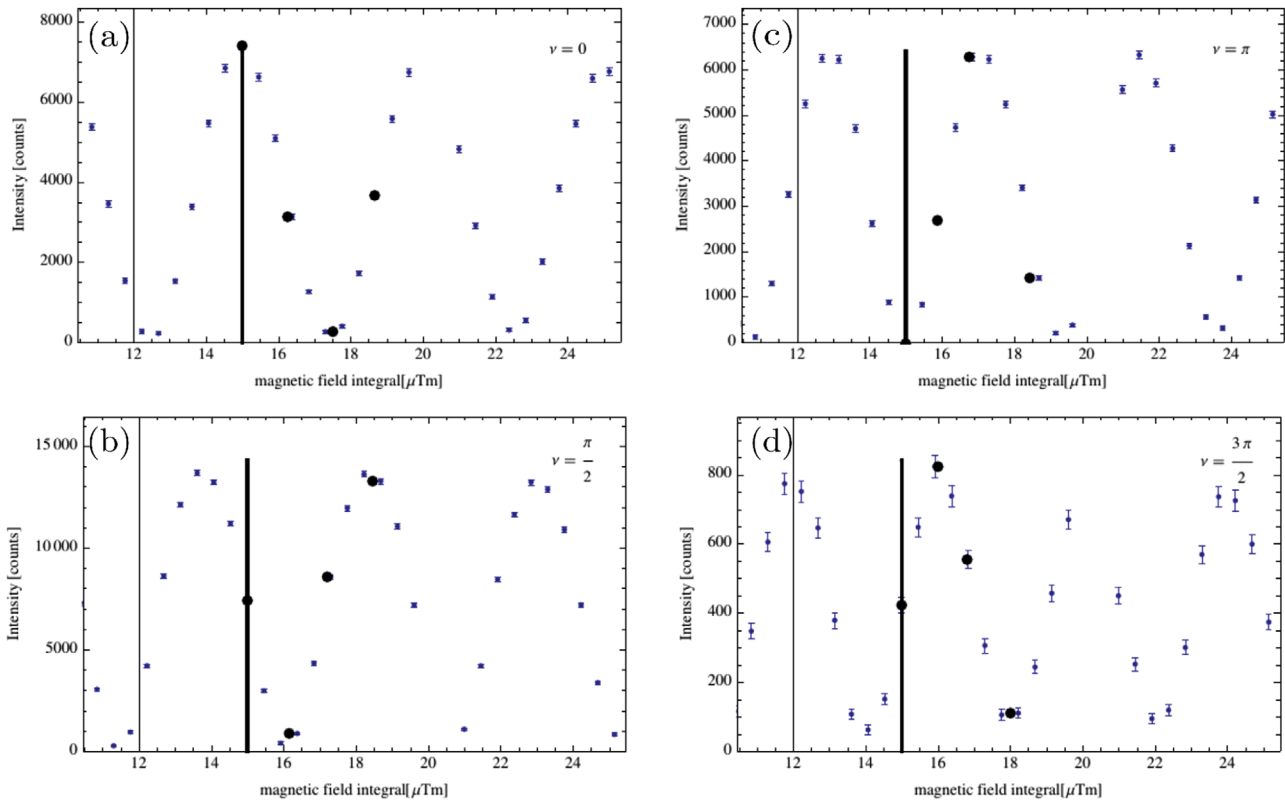 (a)
ν = 0
Intensity [counts]
8000
6000
4000
2000
0
12 14 16 18 20 22 24
magnetic field integral[μTm]
(c)
ν = π
Intensity [counts]
7000
6000
5000
4000
3000
2000
1000
0
12 14 16 18 20 22 24
magnetic field integral[μTm]
(b)
ν = π/2
Intensity [counts]
15 000
10 000
5000
0
12 14 16 18 20 22 24
magnetic field integral[μTm]
(d)
ν = 3 π/2
Intensity [counts]
800
600
400
200
0
12 14 16 18 20 22 24
magnetic field integral[μTm]